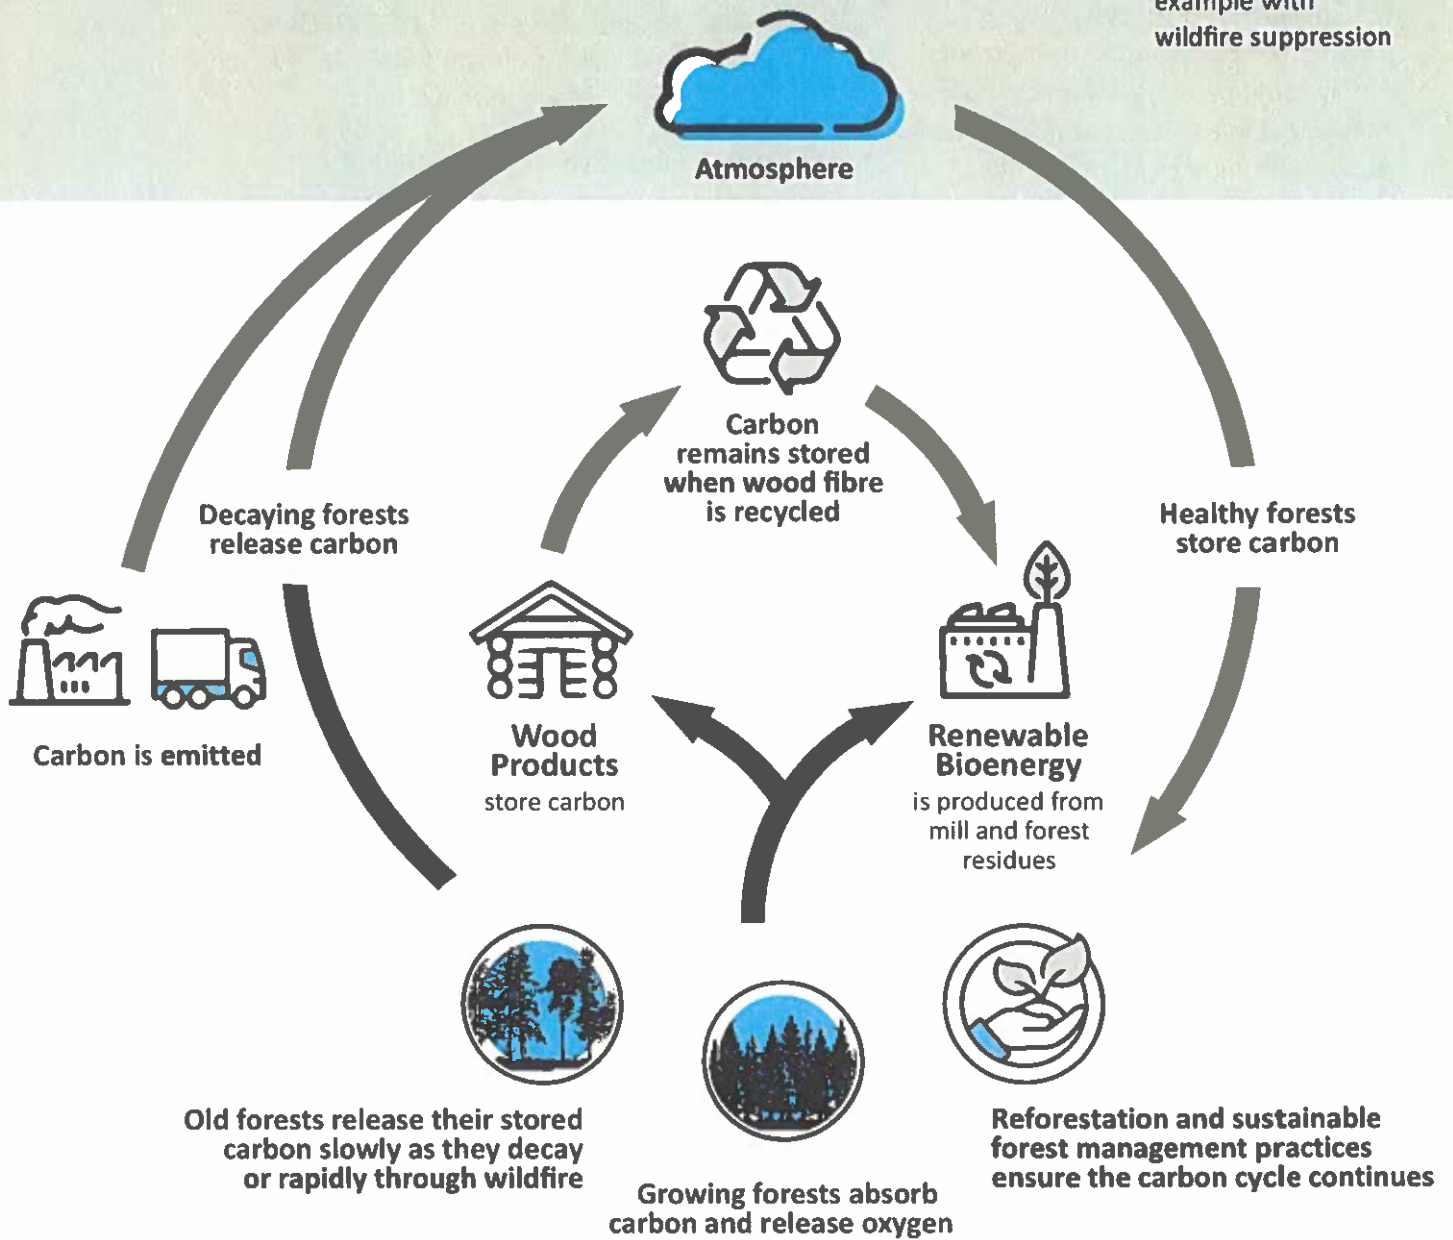 example with
wildfire suppression
Atmosphere
Carbon
remains stored
when wood fibre
is recycled
Decaying forests
release carbon
Healthy forests
store carbon
Carbon is emitted
Wood
Products
store carbon
Renewable
Bioenergy
is produced from
mill and forest
residues
Old forests release their stored
carbon slowly as they decay
or rapidly through wildfire
Growing forests absorb
carbon and release oxygen
Reforestation and sustainable
forest management practices
ensure the carbon cycle continues